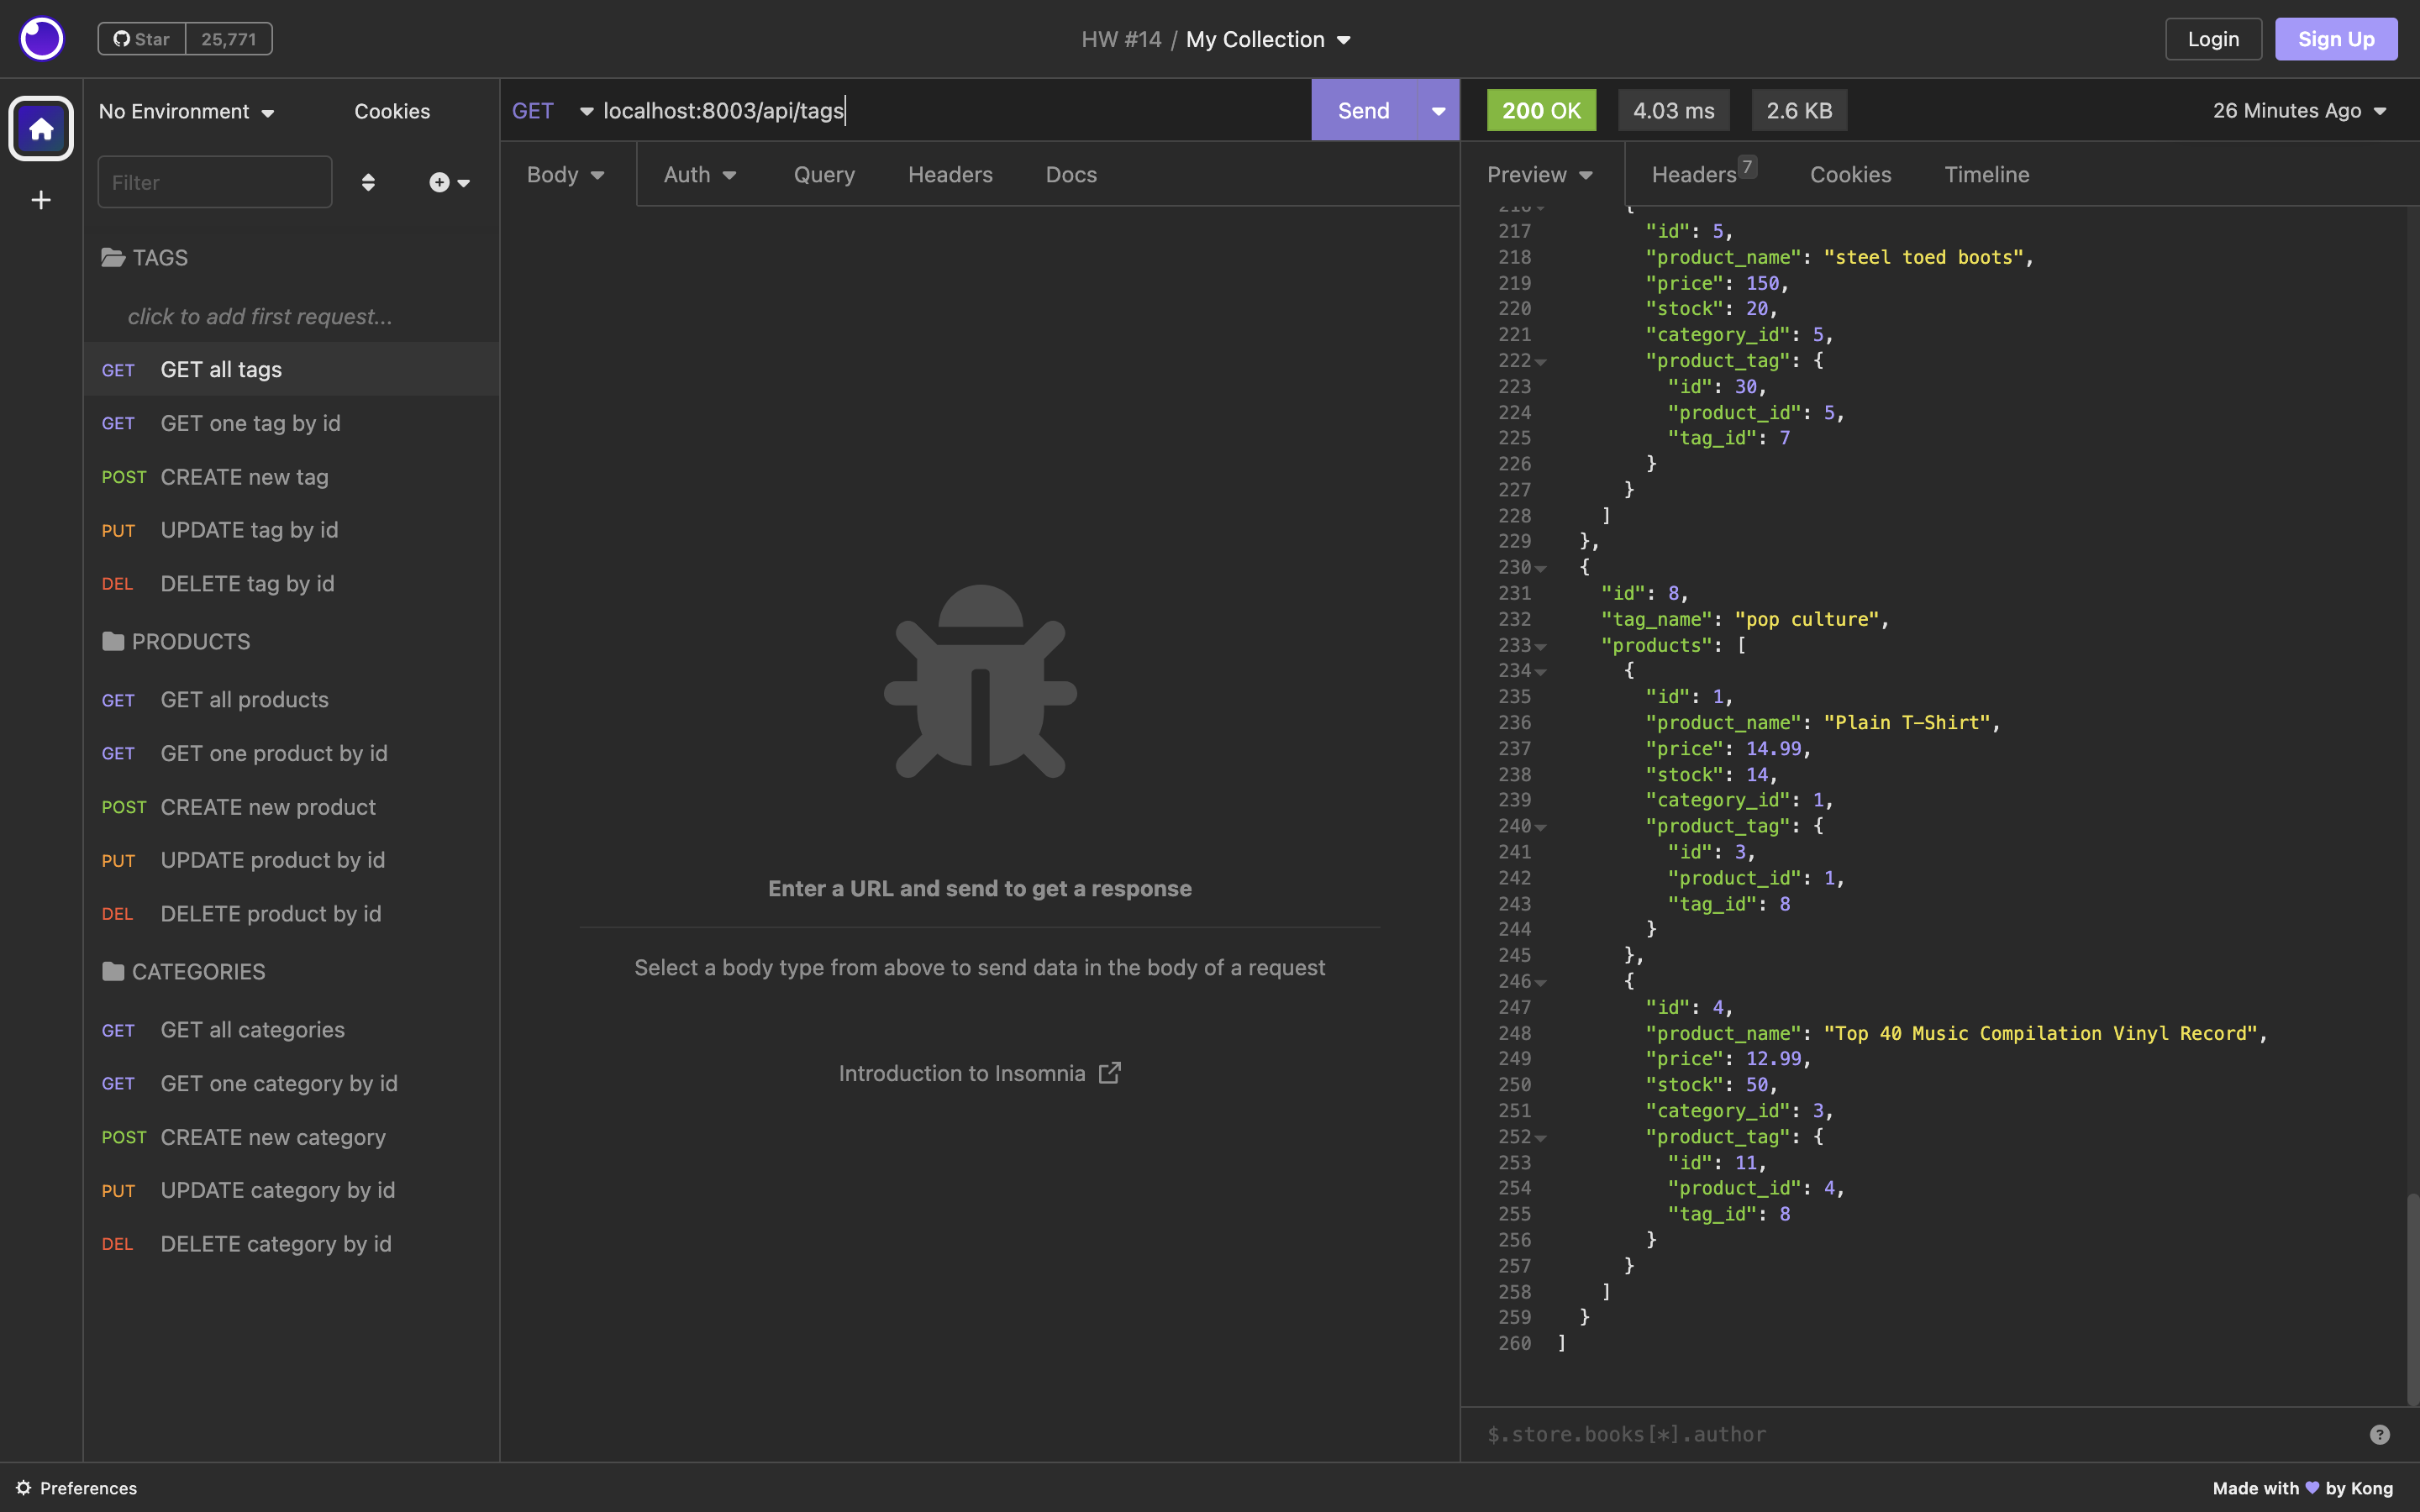 Star 25,771
HW #14 / My Collection
Login
Sign Up
No Environment
Cookies
Filter
TAGS
click to add first request...
GET GET all tags
GET GET one tag by id
POST CREATE new tag
PUT UPDATE tag by id
DEL DELETE tag by id
PRODUCTS
GET GET all products
GET GET one product by id
POST CREATE new product
PUT UPDATE product by id
DEL DELETE product by id
CATEGORIES
GET GET all categories
GET GET one category by id
POST CREATE new category
PUT UPDATE category by id
DEL DELETE category by id
GET localhost:8003/api/tags
Send
Body Auth Query Headers Docs
Enter a URL and send to get a response
Select a body type from above to send data in the body of a request
Introduction to Insomnia
200 OK 4.03 ms 2.6 KB 26 Minutes Ago
Preview Headers 7 Cookies Timeline
216 {
217 "id": 5,
218 "product_name": "steel toed boots",
219 "price": 150,
220 "stock": 20,
221 "category_id": 5,
222 "product_tag": {
223 "id": 30,
224 "product_id": 5,
225 "tag_id": 7
226 }
227 }
228 ]
229 },
230 {
231 "id": 8,
232 "tag_name": "pop culture",
233 "products": [
234 {
235 "id": 1,
236 "product_name": "Plain T-Shirt",
237 "price": 14.99,
238 "stock": 14,
239 "category_id": 1,
240 "product_tag": {
241 "id": 3,
242 "product_id": 1,
243 "tag_id": 8
244 }
245 },
246 {
247 "id": 4,
248 "product_name": "Top 40 Music Compilation Vinyl Record",
249 "price": 12.99,
250 "stock": 50,
251 "category_id": 3,
252 "product_tag": {
253 "id": 11,
254 "product_id": 4,
255 "tag_id": 8
256 }
257 }
258 ]
259 }
260 ]
$.store.books[*].author
Preferences
Made with 💜 by Kong